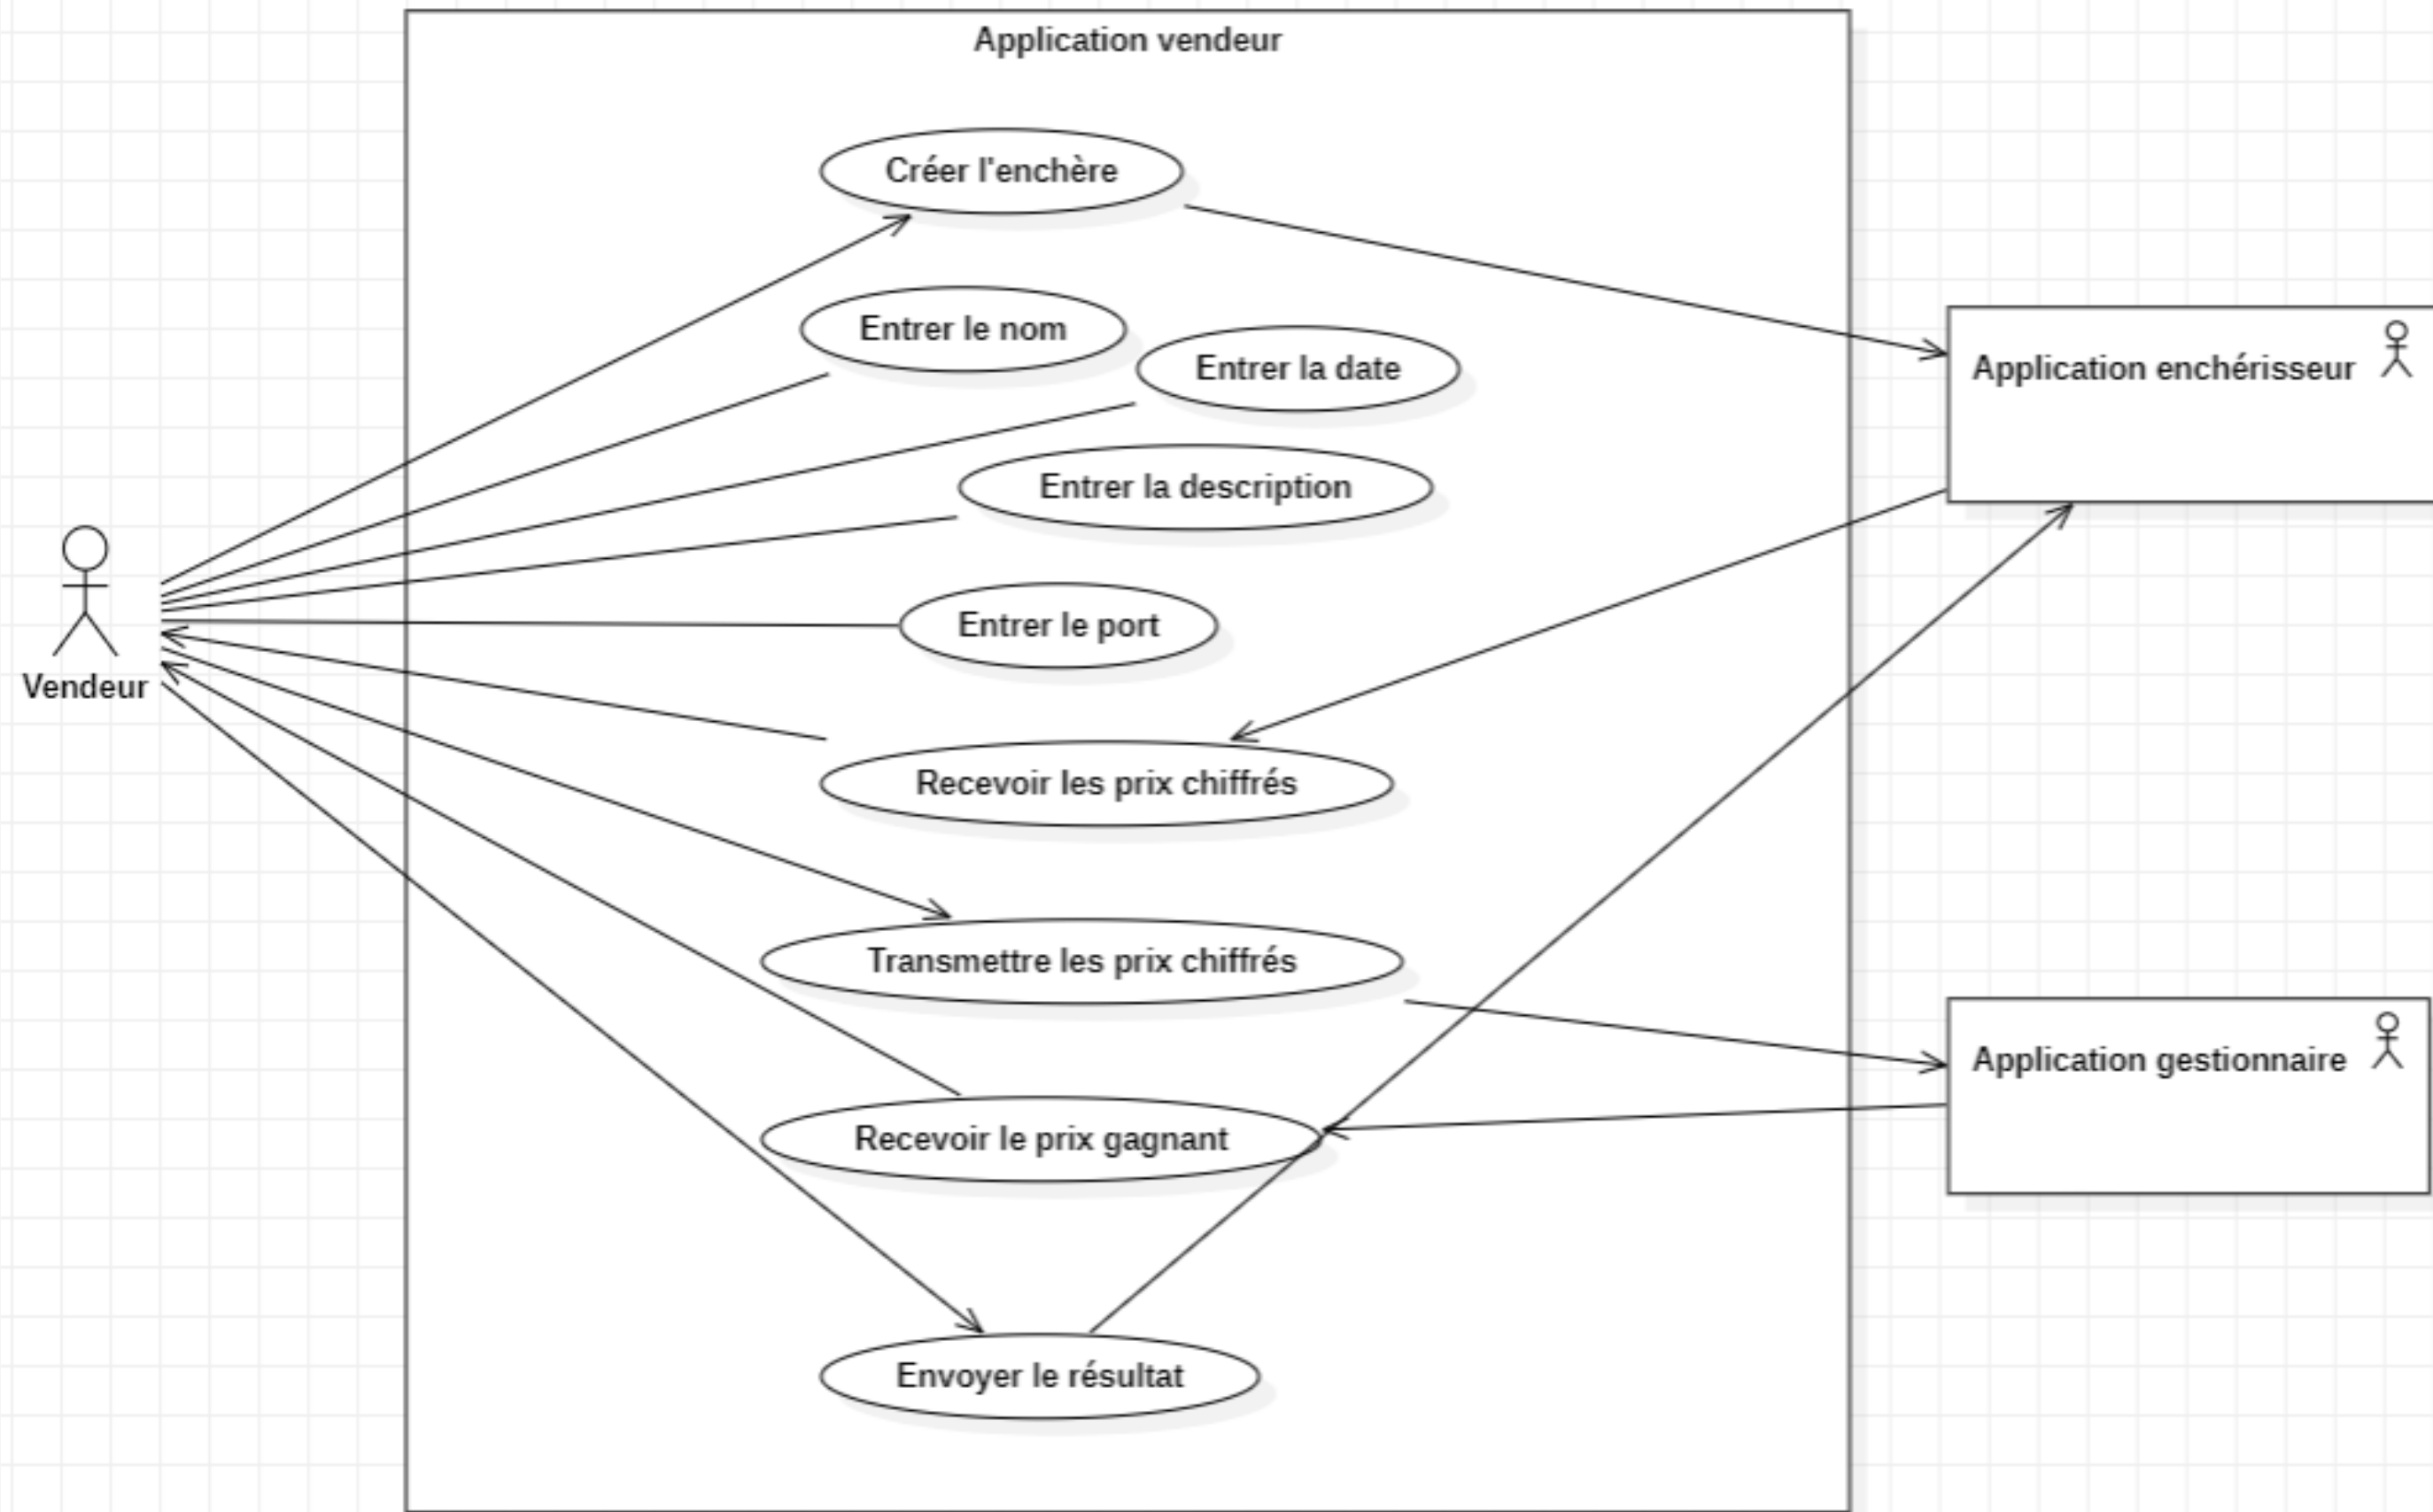 Application vendeur
Créer l'enchère
Entrer le nom
Entrer la date
Application enchérisseur
Entrer la description
Entrer le port
Vendeur
Recevoir les prix chiffrés
Transmettre les prix chiffrés
Application gestionnaire
Recevoir le prix gagnant
Envoyer le résultat